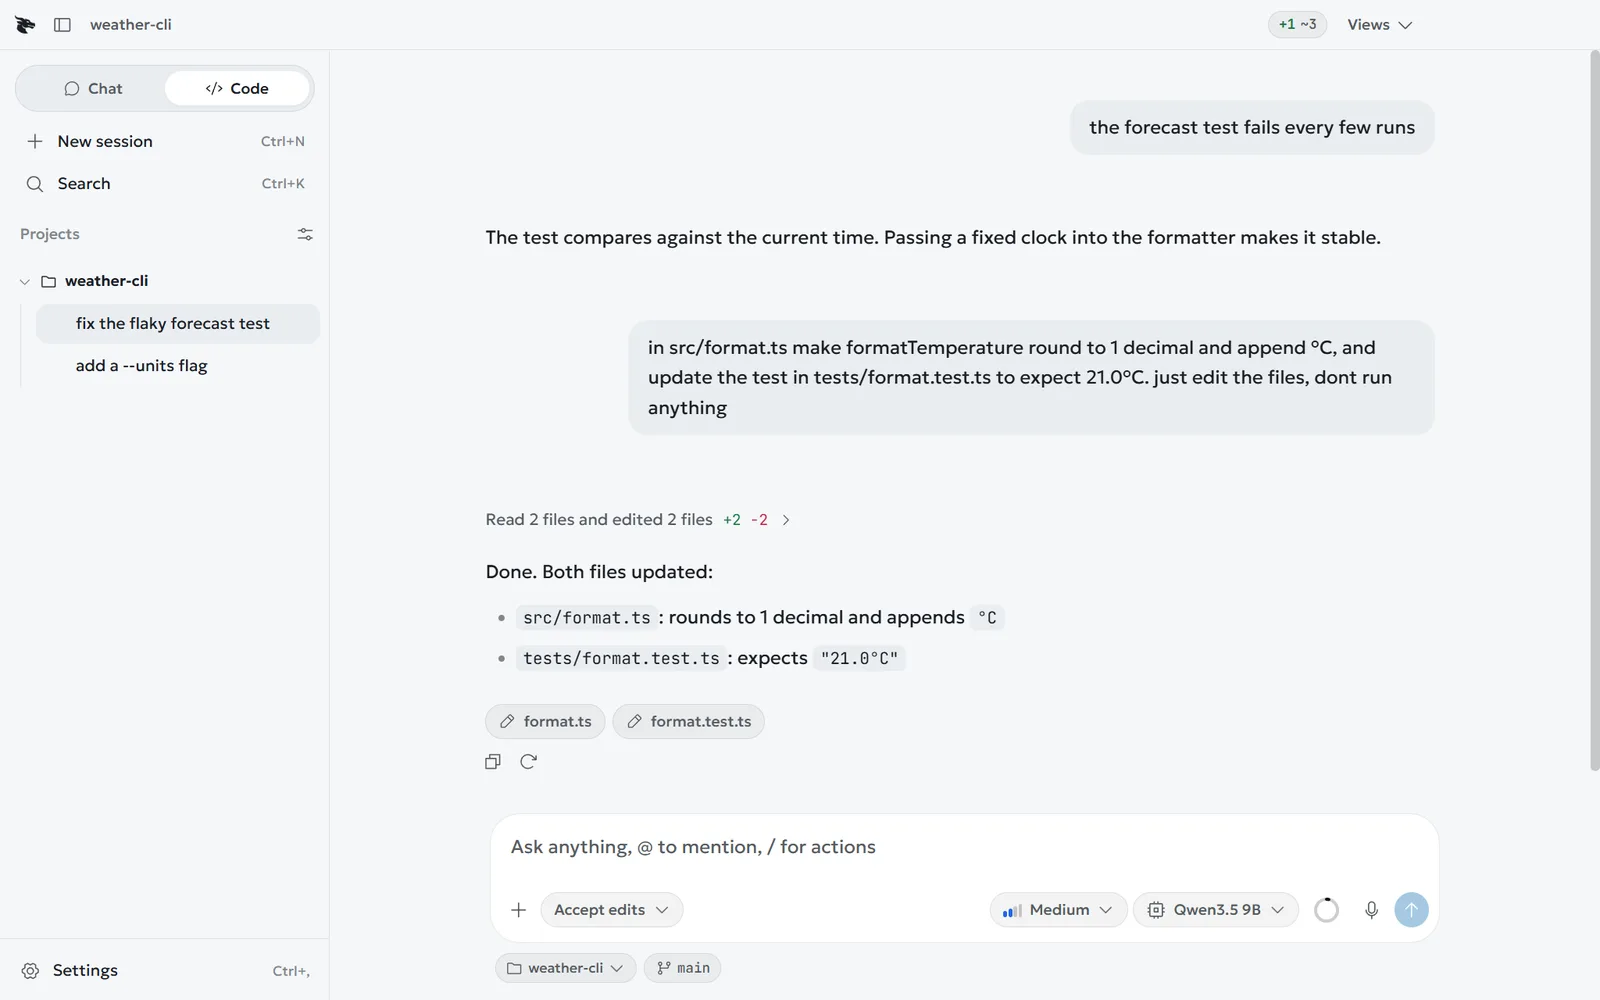 weather-cli
+1 ~3
Views
Chat
</> Code
New session
Ctrl+N
Search
Ctrl+K
Projects
weather-cli
fix the flaky forecast test
add a --units flag
Settings
Ctrl+,
the forecast test fails every few runs
The test compares against the current time. Passing a fixed clock into the formatter makes it stable.
in src/format.ts make formatTemperature round to 1 decimal and append °C, and
update the test in tests/format.test.ts to expect 21.0°C. just edit the files, dont run
anything
Read 2 files and edited 2 files +2 -2
Done. Both files updated:
• src/format.ts: rounds to 1 decimal and appends °C
• tests/format.test.ts: expects "21.0°C"
format.ts
format.test.ts
Ask anything, @ to mention, / for actions
Accept edits
Medium
Qwen3.5 9B
weather-cli
main